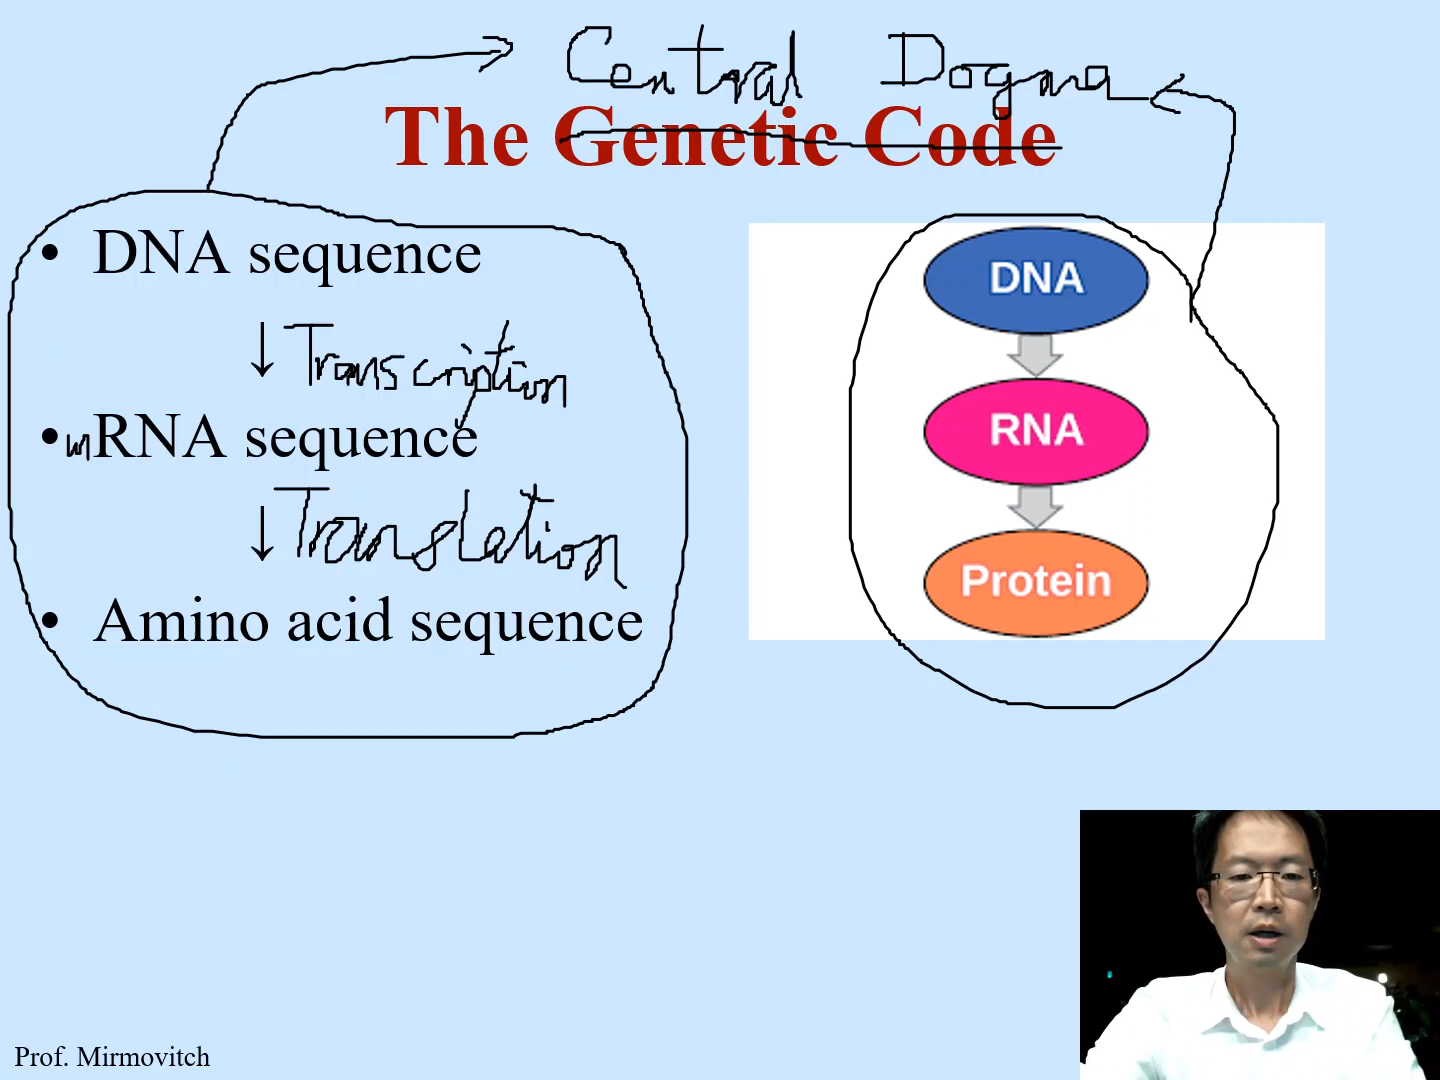 Central Dogma
The Genetic Code
• DNA sequence
↓ Transcription
• mRNA sequence
↓ Translation
• Amino acid sequence
DNA
RNA
Protein
Prof. Mirmovitch